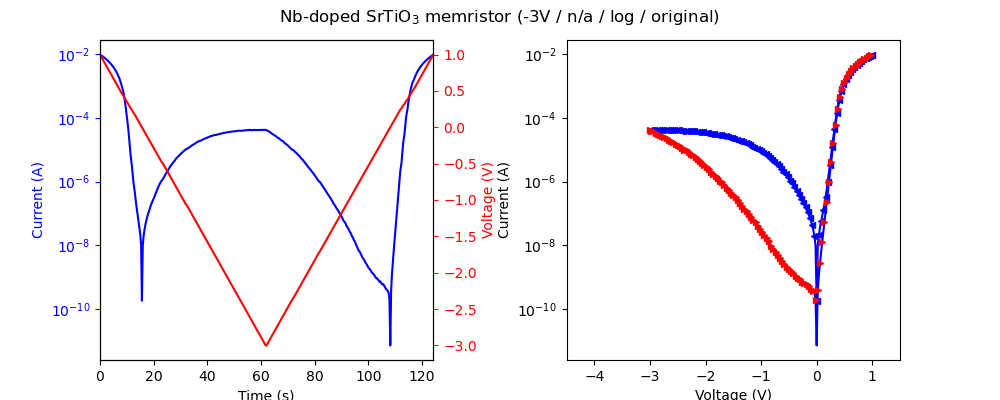 Nb-doped SrTiO₃ memristor (-3V / n/a / log / original)
10⁻²
10⁻⁴
10⁻⁶
10⁻⁸
10⁻¹⁰
Current (A)
0 20 40 60 80 100 120
Time (s)
1.0
0.5
0.0
−0.5
−1.0
−1.5
−2.0
−2.5
−3.0
Voltage (V)
Current (A)
10⁻²
10⁻⁴
10⁻⁶
10⁻⁸
10⁻¹⁰
−4 −3 −2 −1 0 1
Voltage (V)